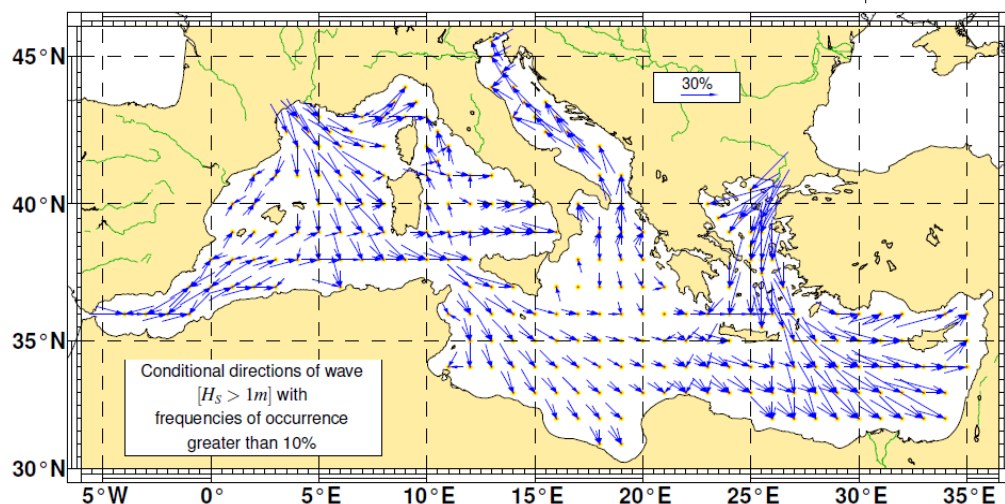 45°N
40°N
35°N
30°N
30%
Conditional directions of wave
[H_S > 1m] with
frequencies of occurrence
greater than 10%
5°W 0° 5°E 10°E 15°E 20°E 25°E 30°E 35°E